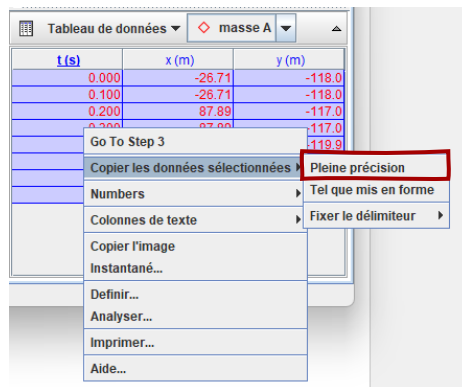 Tableau de données masse A
t (s) x (m) y (m)
0.000 -26.71 -118.0
0.100 -26.71 -118.0
0.200 87.89 -117.0
-117.0
-119.9
Go To Step 3
Copier les données sélectionnées
Pleine précision
Tel que mis en forme
Fixer le délimiteur
Numbers
Colonnes de texte
Copier l'image
Instantané...
Definir...
Analyser...
Imprimer...
Aide...